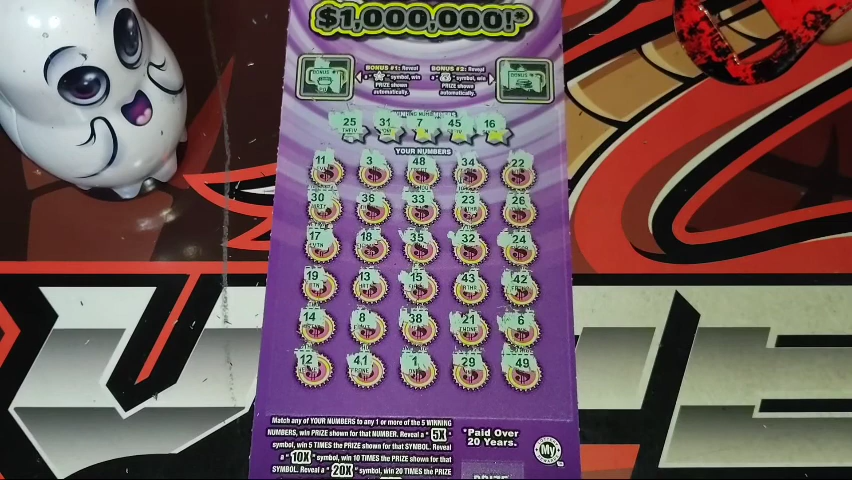 $1,000,000!*
BONUS #1: Reveal
a " " symbol, win
PRIZE shown
automatically.
BONUS #2: Reveal
a " " symbol, win
PRIZE shown
automatically.
BONUS
BONUS
WINNING NUMBERS
25 31 7 45 16
YOUR NUMBERS
11 3 48 34 22
30 36 33 23 26
17 18 35 32 24
19 13 15 43 42
14 8 38 21 6
12 41 1 29 49
Match any of YOUR NUMBERS to any 1 or more of the 5 WINNING
NUMBERS, win PRIZE shown for that NUMBER. Reveal a "5X"
symbol, win 5 TIMES the PRIZE shown for that SYMBOL. Reveal
a "10X" symbol, win 10 TIMES the PRIZE shown for that
SYMBOL. Reveal a "20X" symbol, win 20 TIMES the PRIZE
*Paid Over
20 Years.
My